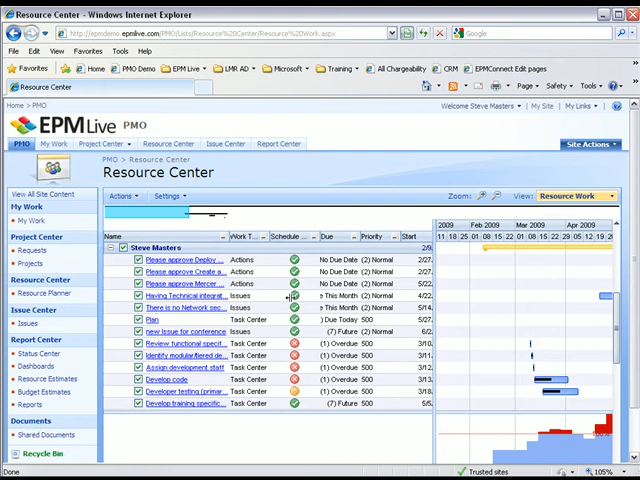 Resource Center - Windows Internet Explorer
http://epmdemo.epmlive.com/PMO/Lists/Resource%20Center/Resource%20Work.aspx
Google
File Edit View Favorites Tools Help
Favorites Home PMO Demo EPM Live LMR AD Microsoft Training All Chargeability CRM EPMConnect Edit pages
Resource Center
Page Safety Tools
Home > PMO
Welcome Steve Masters My Site My Links
EPMLive PMO
PMO My Work Project Center Resource Center Issue Center Report Center Site Actions
PMO > Resource Center
Resource Center
View All Site Content
My Work
My Work
Project Center
Requests
Projects
Resource Center
Resource Planner
Issue Center
Issues
Report Center
Status Center
Dashboards
Resource Estimates
Budget Estimates
Reports
Documents
Shared Documents
Recycle Bin
Actions Settings Zoom: View: Resource Work
Name Work T... Schedule ... Due Priority Start
2009 Feb 2009 Mar 2009 Apr 2009
11 18 25 01 08 15 22 01 08 15 22 29 05 12 19 26
Steve Masters 2/9
Please approve Deploy ... Actions No Due Date (2) Normal 2/27
Please approve Create a... Actions No Due Date (2) Normal 2/27
Please approve Mercer ... Actions No Due Date (2) Normal 2/27
Having Technical integrat... Issues e This Month (2) Normal 4/22
There is no Network sec... Issues e This Month (2) Normal 5/14
Plan Task Center (1) Due Today 500 5/20
new Issue for conference Issues (7) Future (2) Normal 6/2
Review functional specif... Task Center (1) Overdue 500 3/10
Identify modular/tiered de... Task Center (1) Overdue 500 3/11
Assign development staff Task Center (1) Overdue 500 3/12
Develop code Task Center (1) Overdue 500 3/13
Developer testing (primar... Task Center (1) Overdue 500 3/18
Develop training specific... Task Center (7) Future 500 3/10
Done Trusted sites 105%